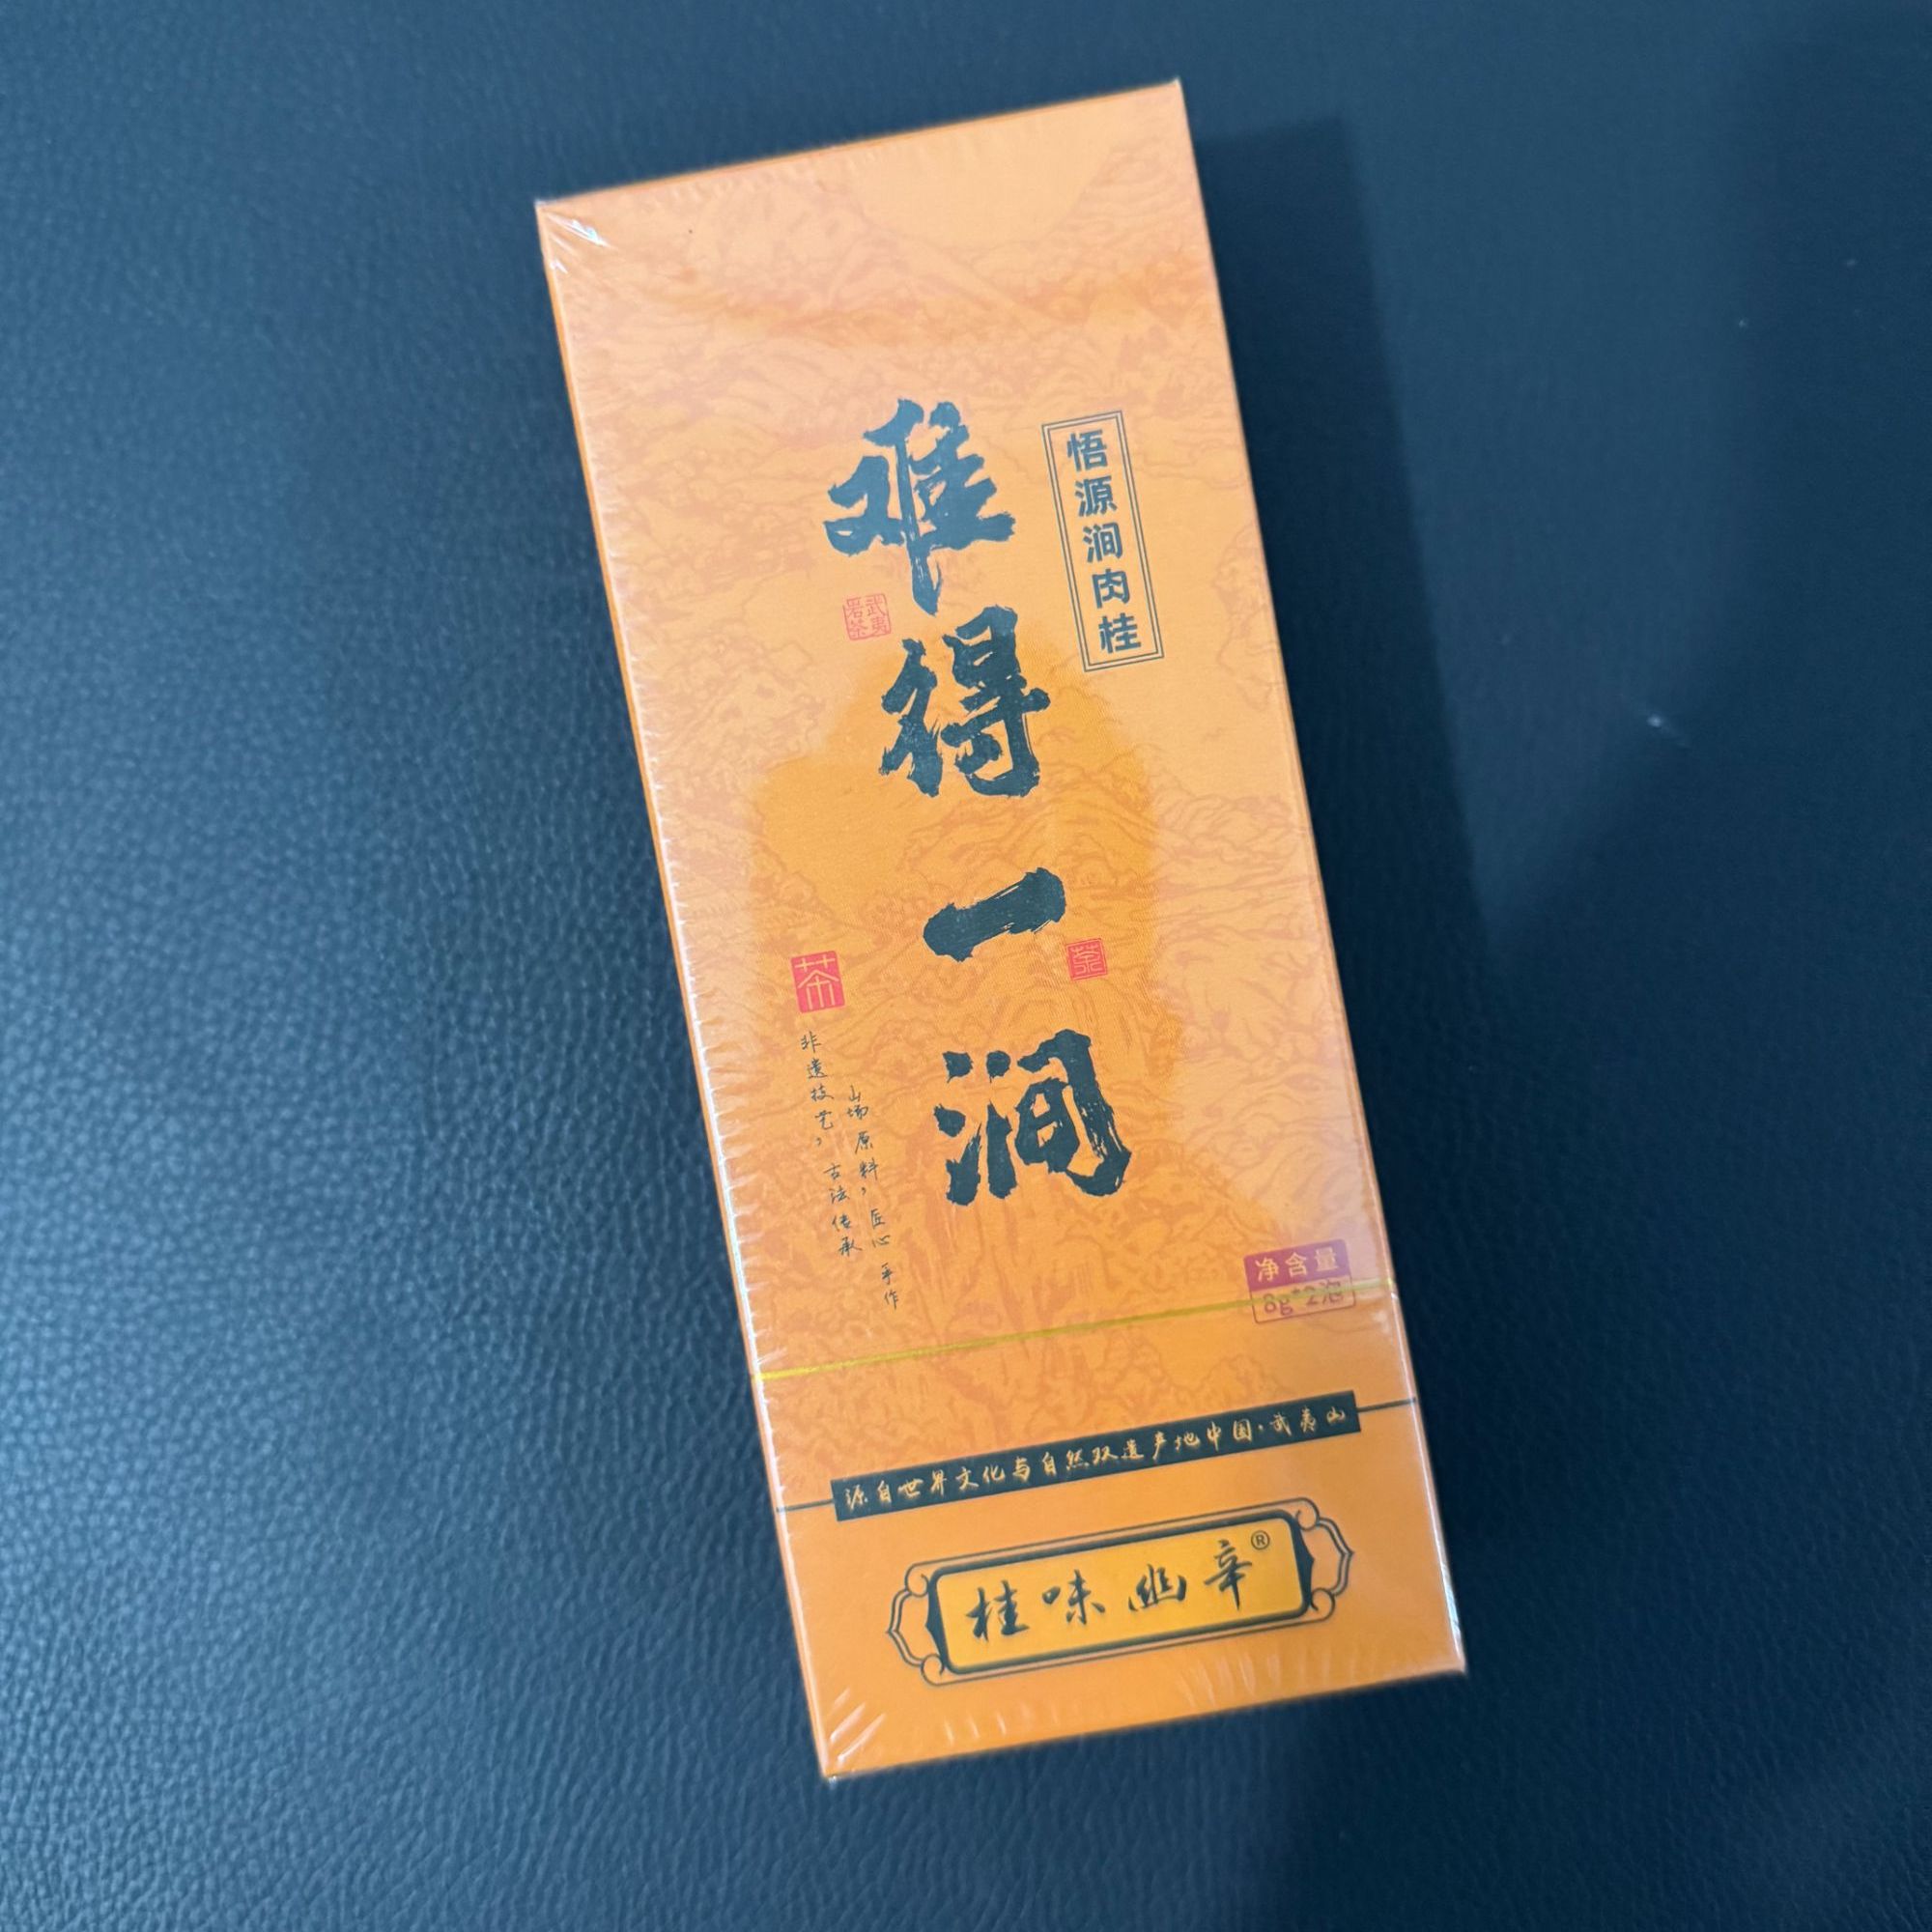 悟源涧肉桂
难得一涧
武夷
岩茶
茶
茶
山场原料，匠心手作
非遗技艺，古法传承
净含量
8g*2泡
源自世界文化与自然双遗产地中国·武夷山
桂味幽辛®